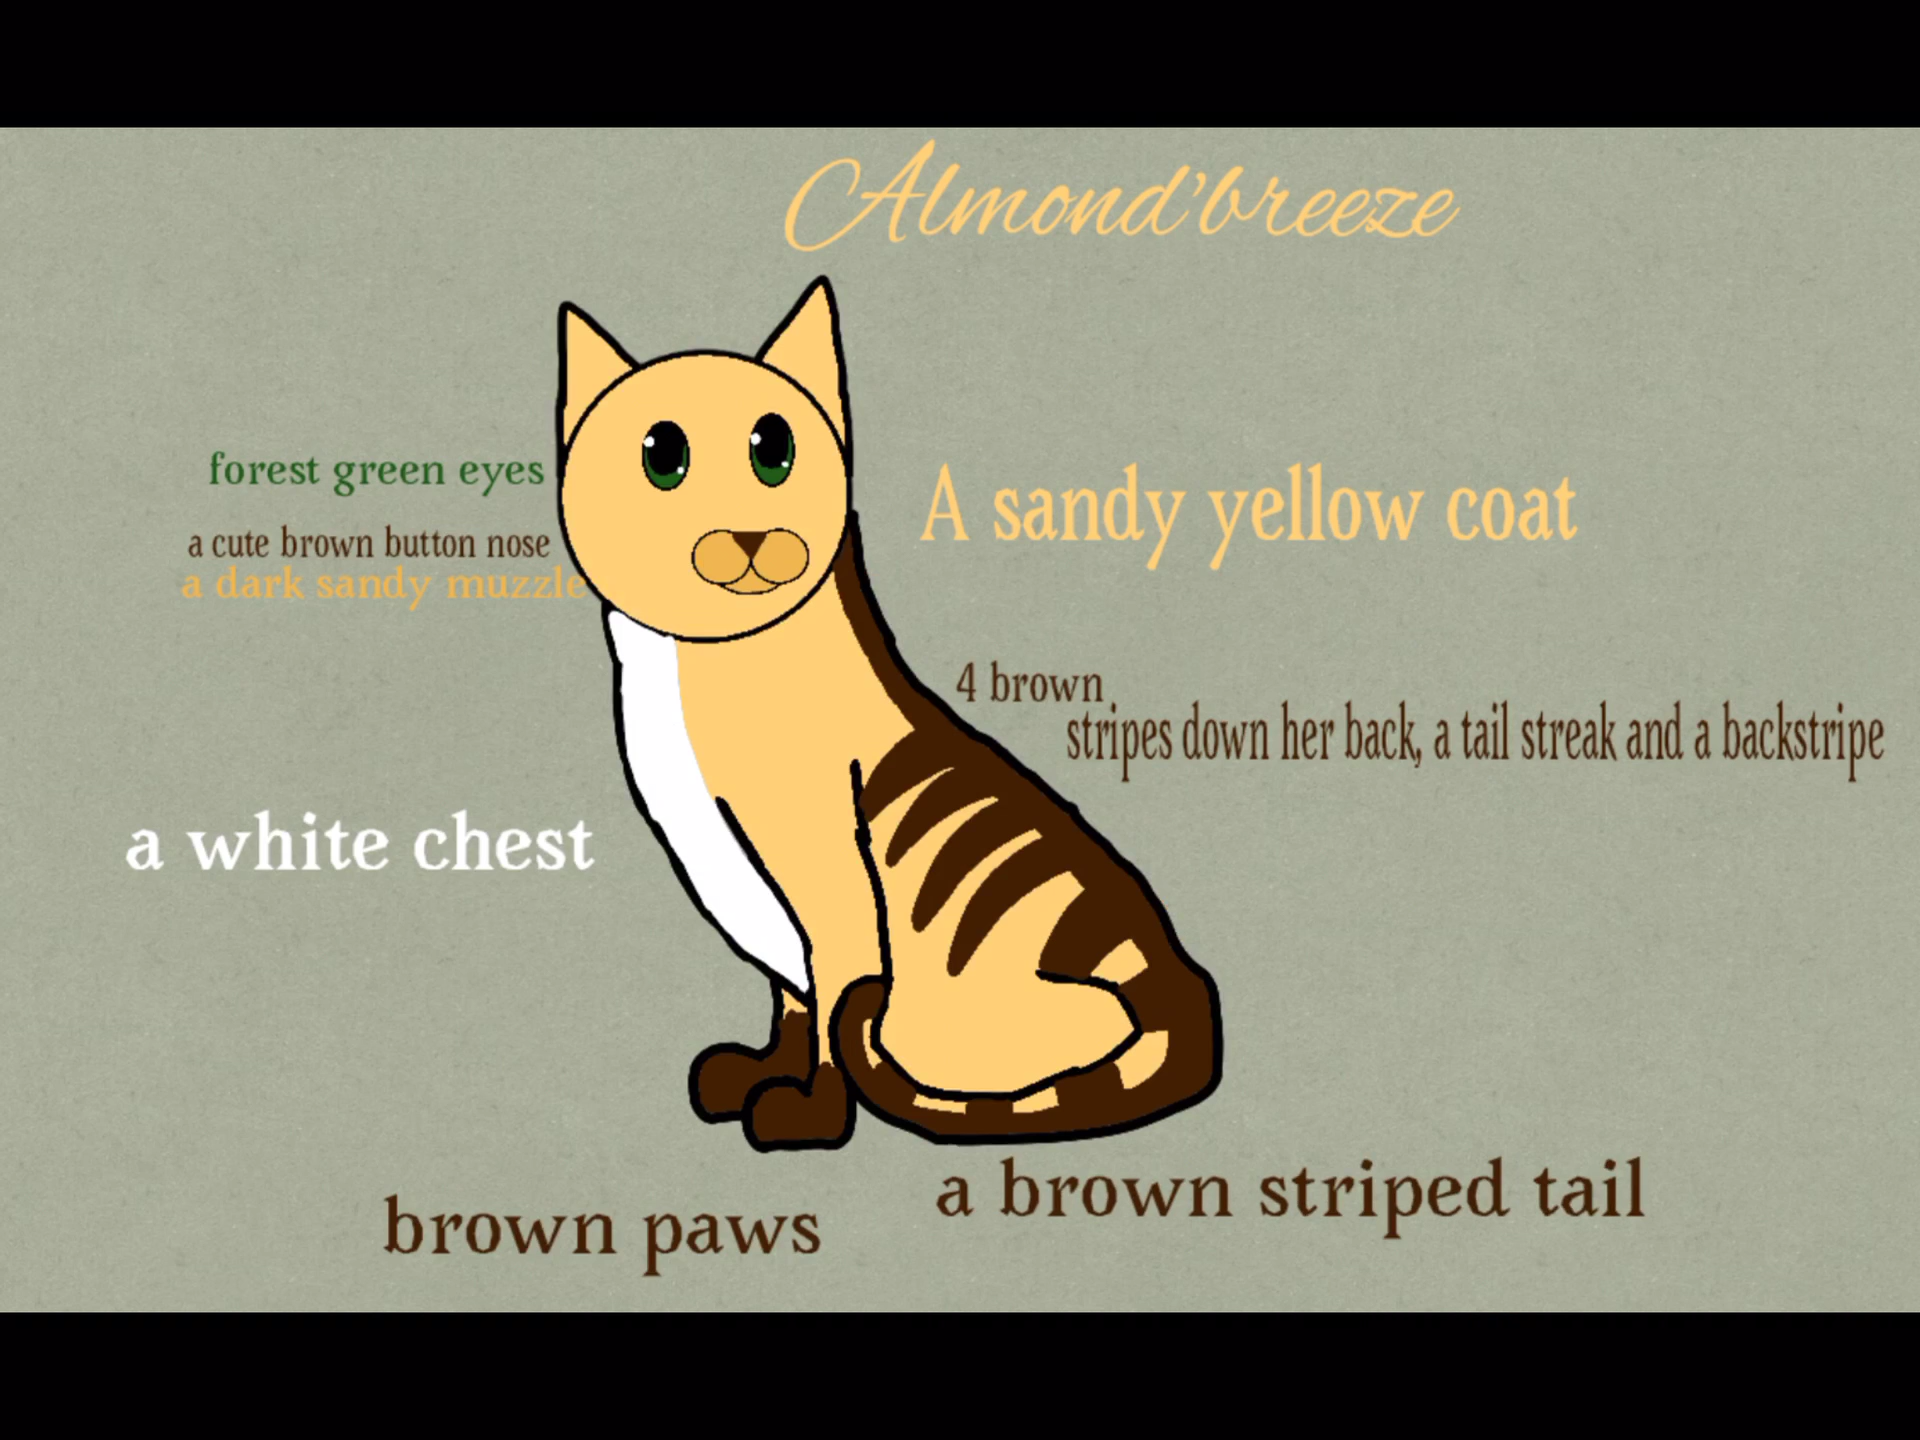 Almond'breeze
forest green eyes
a cute brown button nose
a dark sandy muzzle
A sandy yellow coat
4 brown
stripes down her back, a tail streak and a backstripe
a white chest
a brown striped tail
brown paws